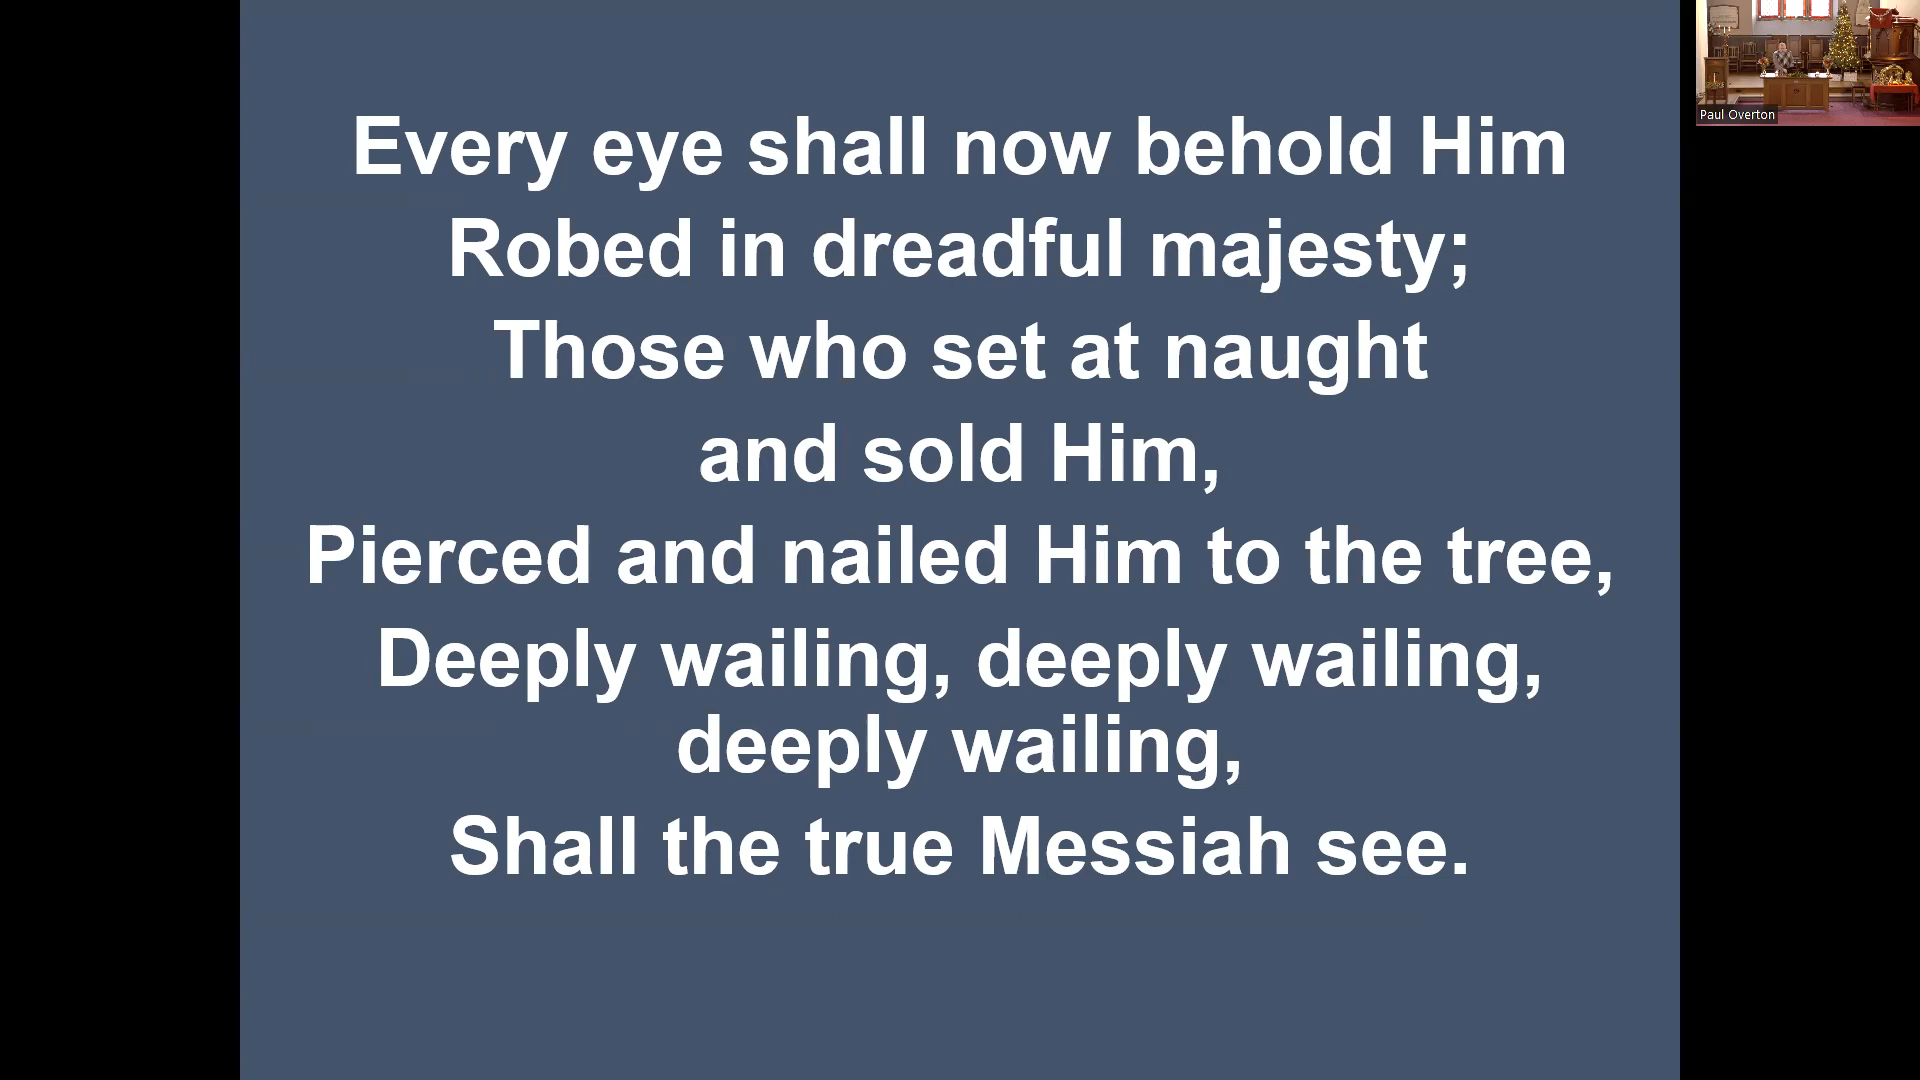 Every eye shall now behold Him
Robed in dreadful majesty;
Those who set at naught
and sold Him,
Pierced and nailed Him to the tree,
Deeply wailing, deeply wailing,
deeply wailing,
Shall the true Messiah see.
Paul Overton